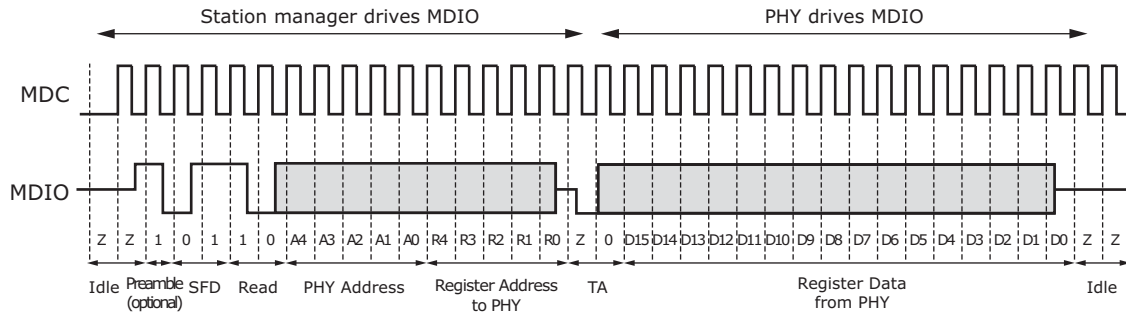 Station manager drives MDIO PHY drives MDIO
MDC
MDIO
Z Z 1 0 1 1 0 A4 A3 A2 A1 A0 R4 R3 R2 R1 R0 Z 0 D15 D14 D13 D12 D11 D10 D9 D8 D7 D6 D5 D4 D3 D2 D1 D0 Z Z
Idle Preamble SFD Read PHY Address Register Address TA Register Data Idle
(optional) to PHY from PHY